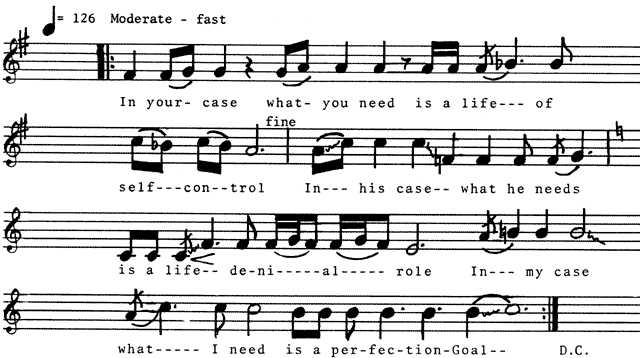 = 126 Moderate - fast
In your- case what- you need is a life--- of
fine
self---con--trol In--- his case-- what he needs
is a life-- de-ni-----al----- role In--- my case
what----- I need is a per-fec-tion-Goal-- D.C.